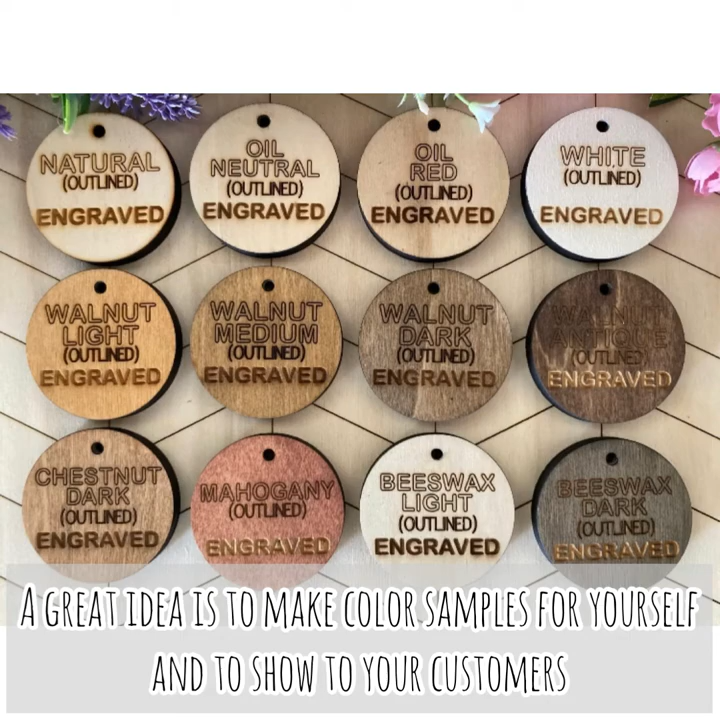 NATURAL
(OUTLINED)
ENGRAVED
OIL
NEUTRAL
(OUTLINED)
ENGRAVED
OIL
RED
(OUTLINED)
ENGRAVED
WHITE
(OUTLINED)
ENGRAVED
WALNUT
LIGHT
(OUTLINED)
ENGRAVED
WALNUT
MEDIUM
(OUTLINED)
ENGRAVED
WALNUT
DARK
(OUTLINED)
ENGRAVED
WALNUT
ANTIQUE
(OUTLINED)
ENGRAVED
CHESTNUT
DARK
(OUTLINED)
ENGRAVED
MAHOGANY
(OUTLINED)
ENGRAVED
BEESWAX
LIGHT
(OUTLINED)
ENGRAVED
BEESWAX
DARK
(OUTLINED)
ENGRAVED
A GREAT IDEA IS TO MAKE COLOR SAMPLES FOR YOURSELF
AND TO SHOW TO YOUR CUSTOMERS